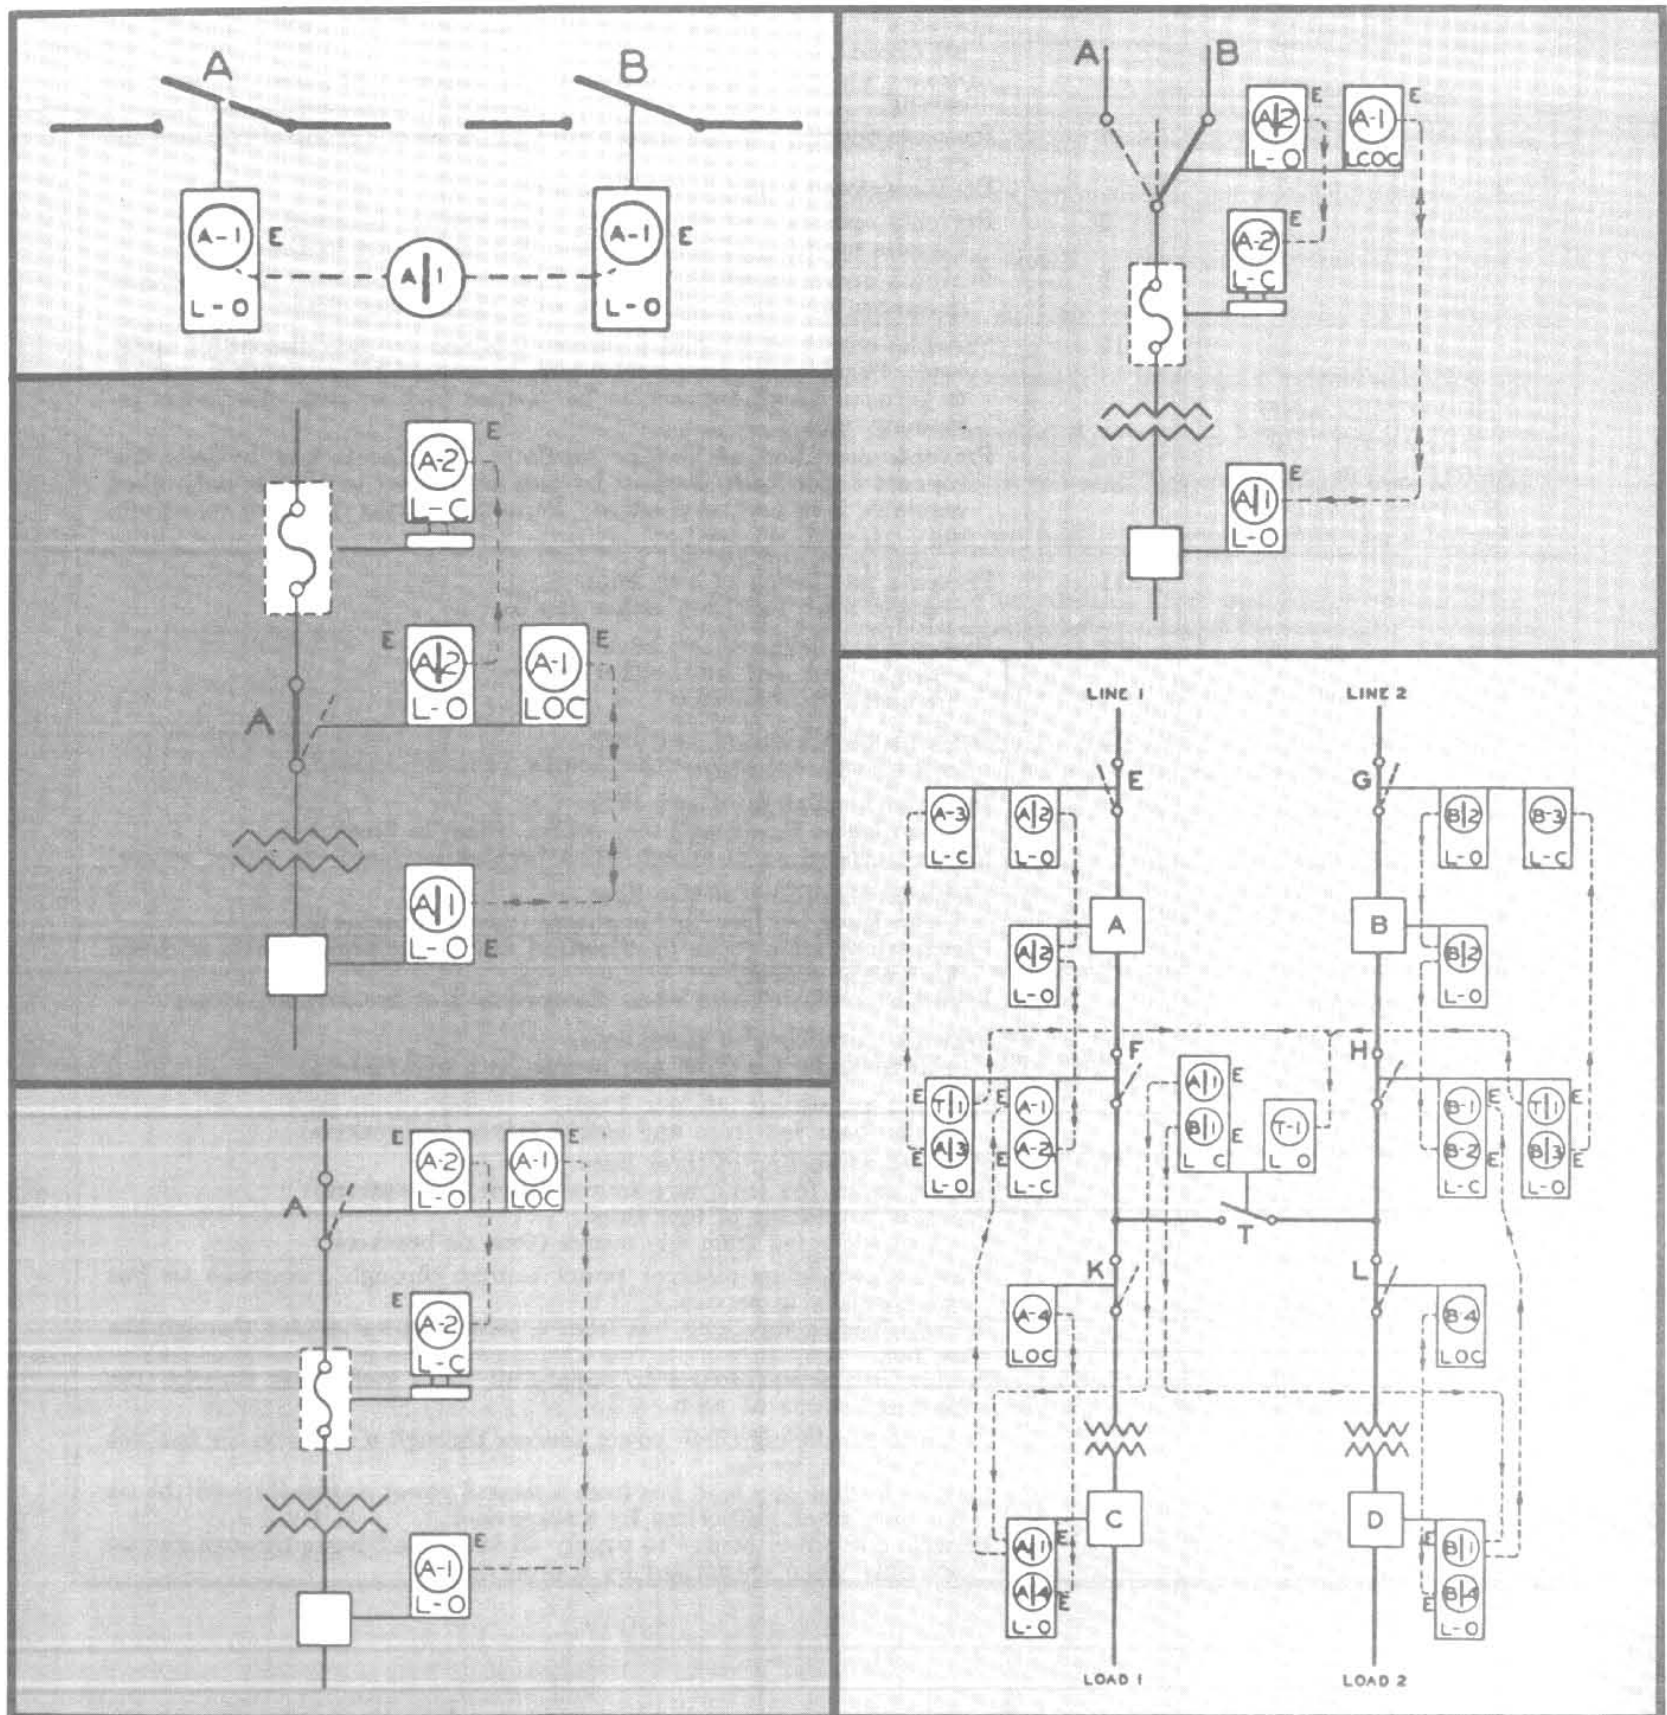 A B
A-1 E A-1 E
A|1
L-O L-O
A-2 E
L-C
E A|2 A-1 E
L-O LOC
A
A|1
L-O E
E A-2 A-1 E
L-O LOC
A
E A-2
L-C
A-1 E
L-O
A B
A|2 E A-1 E
L-O LCOC
A-2 E
L-C
A|1 E
L-O
LINE 1 LINE 2
E G
A-3 A|2 B|2 B-3
L-C L-O L-O L-C
A B
A|2 B|2
L-O L-O
F H
E T|1 E A-1 A|1 E B-1 E T|1 E
E A|3 A-2 B|1 E T-1 B-2 E B|3 E
L-O L-C L C L O L-C L-O
T
K L
A-4 B-4
LOC LOC
C D
A|1 E E B|1
A|4 E E B|4
L-O L-O
LOAD 1 LOAD 2